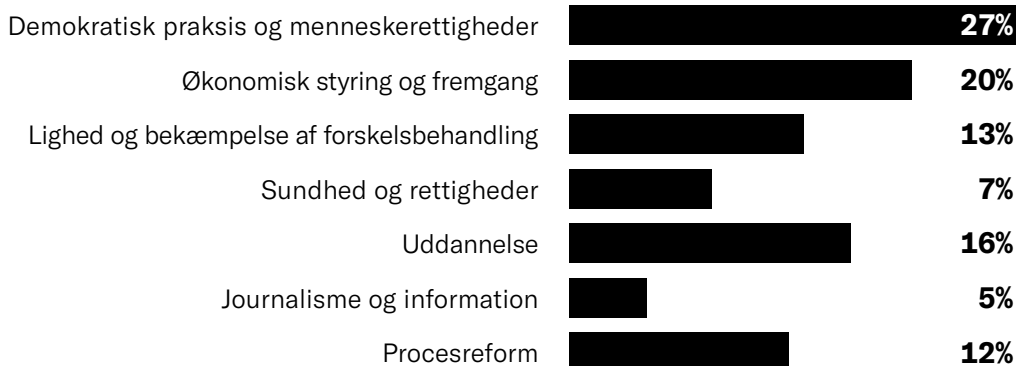 Demokratisk praksis og menneskerettigheder 27%
Økonomisk styring og fremgang 20%
Lighed og bekæmpelse af forskelsbehandling 13%
Sundhed og rettigheder 7%
Uddannelse 16%
Journalisme og information 5%
Procesreform 12%